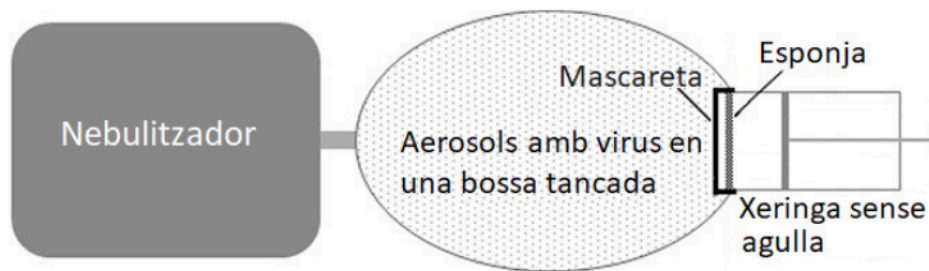 Nebulitzador
Mascareta
Esponja
Aerosols amb virus en
una bossa tancada
Xeringa sense
agulla